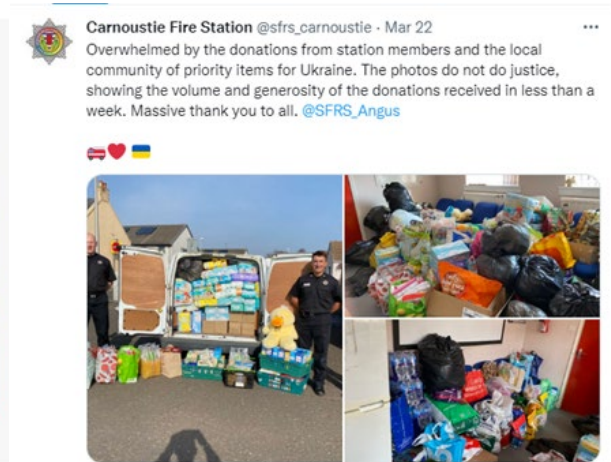 Carnoustie Fire Station @sfrs_carnoustie · Mar 22
Overwhelmed by the donations from station members and the local
community of priority items for Ukraine. The photos do not do justice,
showing the volume and generosity of the donations received in less than a
week. Massive thank you to all. @SFRS_Angus